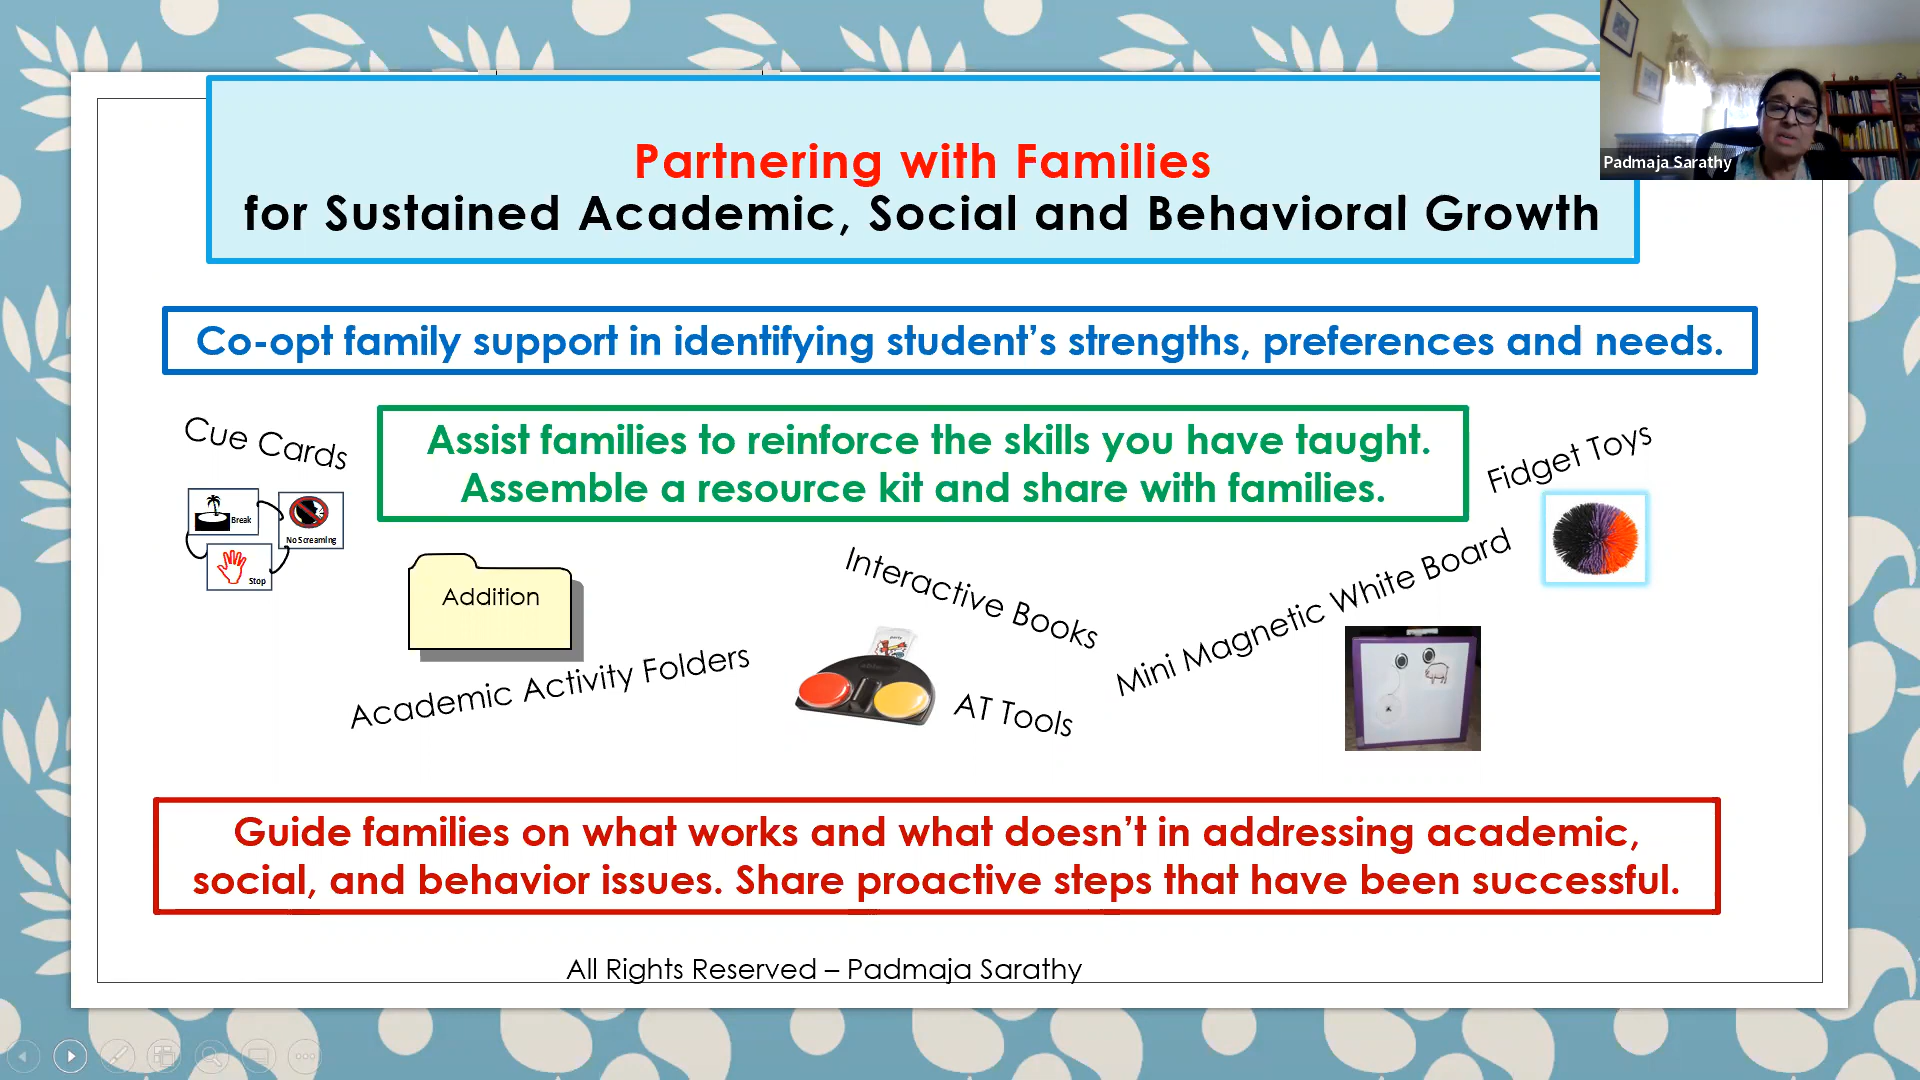 Partnering with Families
for Sustained Academic, Social and Behavioral Growth
Padmaja Sarathy
Co-opt family support in identifying student’s strengths, preferences and needs.
Cue Cards
Assist families to reinforce the skills you have taught.
Assemble a resource kit and share with families.
Fidget Toys
Break
No Screaming
Stop
Addition
Academic Activity Folders
Interactive Books
AT Tools
Mini Magnetic White Board
Guide families on what works and what doesn’t in addressing academic,
social, and behavior issues. Share proactive steps that have been successful.
All Rights Reserved – Padmaja Sarathy